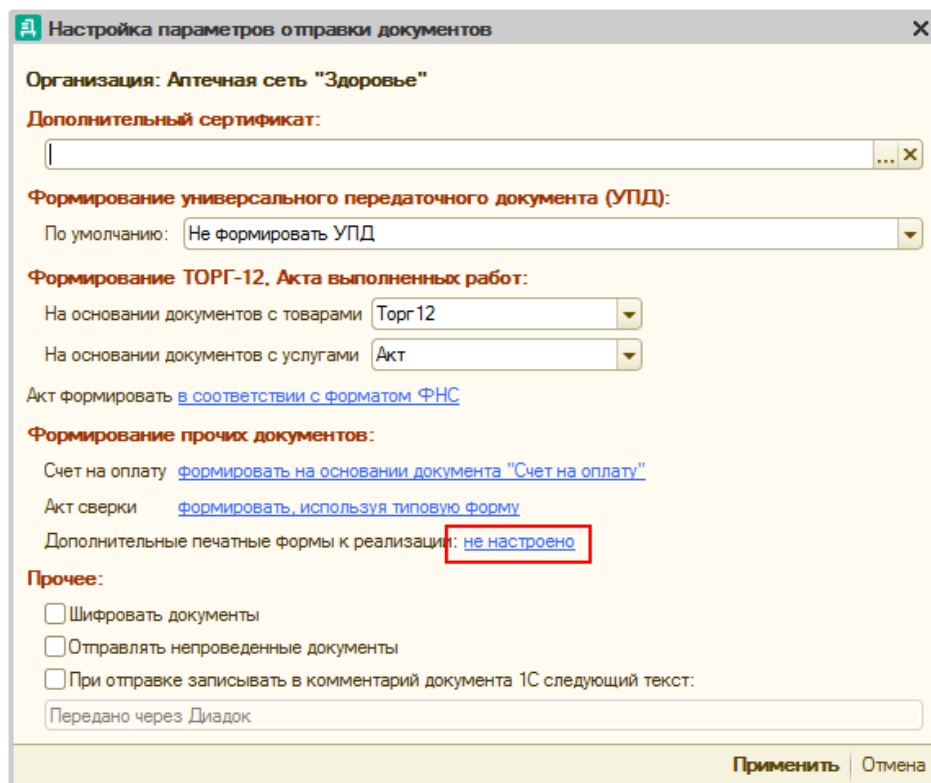 Настройка параметров отправки документов
Организация: Аптечная сеть "Здоровье"
Дополнительный сертификат:
Формирование универсального передаточного документа (УПД):
По умолчанию: Не формировать УПД
Формирование ТОРГ-12, Акта выполненных работ:
На основании документов с товарами Торг12
На основании документов с услугами Акт
Акт формировать в соответствии с форматом ФНС
Формирование прочих документов:
Счет на оплату формировать на основании документа "Счет на оплату"
Акт сверки формировать, используя типовую форму
Дополнительные печатные формы к реализации: не настроено
Прочее:
Шифровать документы
Отправлять непроведенные документы
При отправке записывать в комментарий документа 1С следующий текст:
Передано через Диадок
Применить Отмена